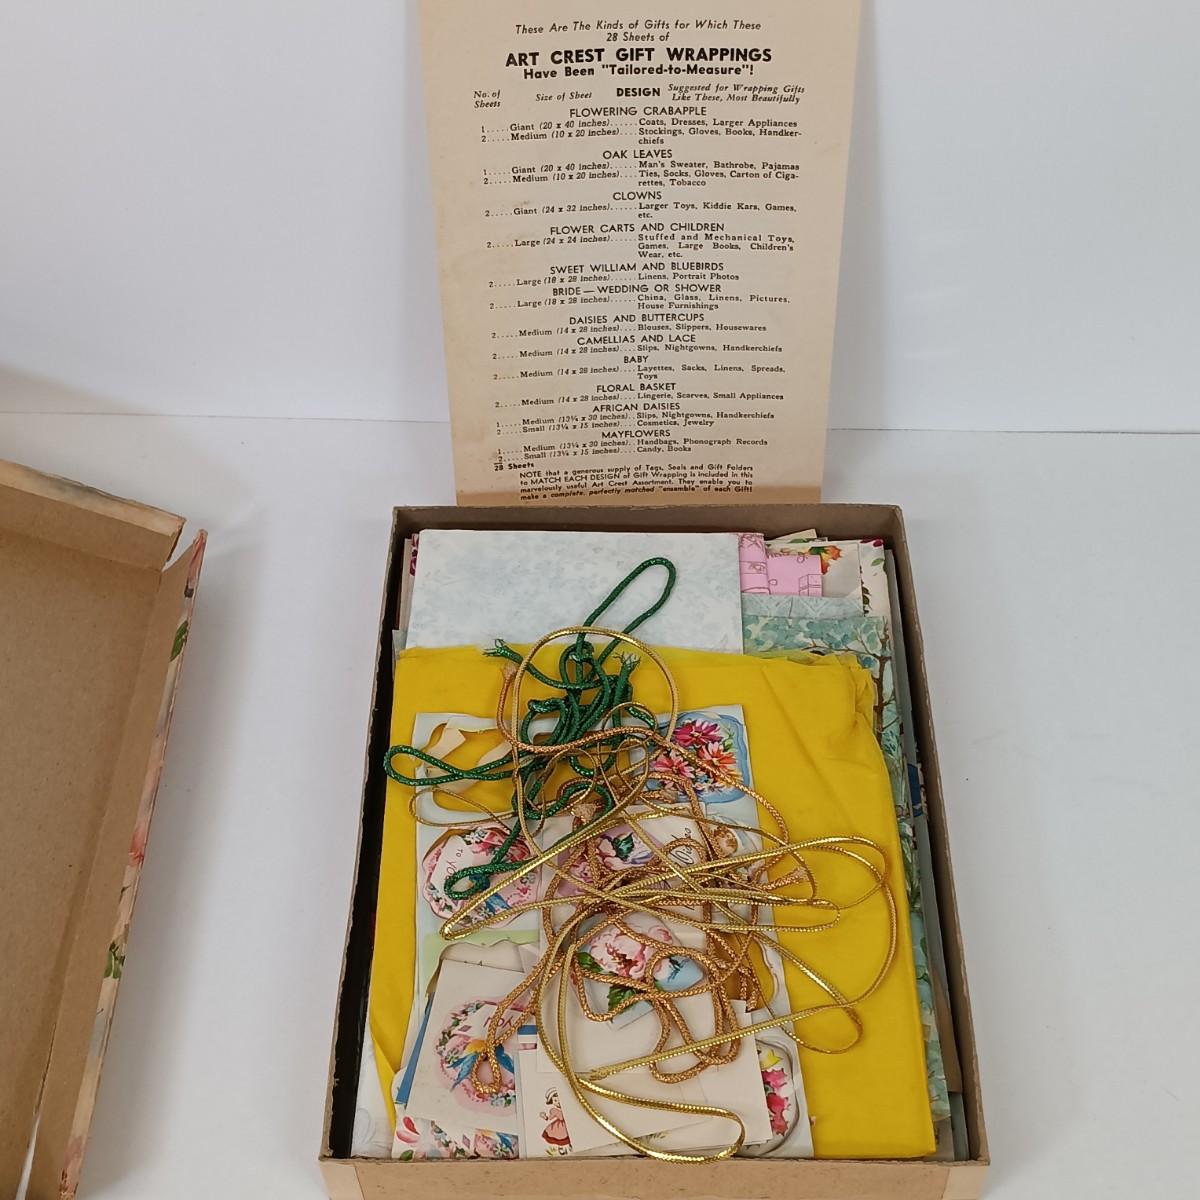 These Are The Kinds of Gifts for Which These
28 Sheets of
ART CREST GIFT WRAPPINGS
Have Been "Tailored-to-Measure"!
No. of Sheets Size of Sheet DESIGN Suggested for Wrapping Gifts
Like These, Most Beautifully
FLOWERING CRABAPPLE
1.....Giant (20 x 40 inches)......Coats, Dresses, Larger Appliances
2.....Medium (10 x 20 inches)....Stockings, Gloves, Books, Handker-
chiefs
OAK LEAVES
1.....Giant (20 x 40 inches)......Man's Sweater, Bathrobe, Pajamas
2.....Medium (10 x 20 inches)....Ties, Socks, Gloves, Carton of Ciga-
rettes, Tobacco
CLOWNS
2.....Giant (24 x 32 inches)......Larger Toys, Kiddie Kars, Games,
etc.
FLOWER CARTS AND CHILDREN
2.....Large (24 x 24 inches)......Stuffed and Mechanical Toys,
Games, Large Books, Children's
Wear, etc.
SWEET WILLIAM AND BLUEBIRDS
2.....Large (18 x 28 inches)......Linens, Portrait Photos
BRIDE—WEDDING OR SHOWER
2.....Large (18 x 28 inches)......China, Glass, Linens, Pictures,
House Furnishings
DAISIES AND BUTTERCUPS
2.....Medium (14 x 28 inches)....Blouses, Slippers, Housewares
CAMELLIAS AND LACE
2.....Medium (14 x 28 inches)....Slips, Nightgowns, Handkerchiefs
BABY
2.....Medium (14 x 28 inches)....Layettes, Sacks, Linens, Spreads,
Toys
FLORAL BASKET
2.....Medium (14 x 28 inches)....Lingerie, Scarves, Small Appliances
AFRICAN DAISIES
1.....Medium (13¼ x 30 inches)..Slips, Nightgowns, Handkerchiefs
2.....Small (13¼ x 15 inches)....Cosmetics, Jewelry
MAYFLOWERS
1.....Medium (13¼ x 30 inches)..Handbags, Phonograph Records
2.....Small (13¼ x 15 inches)....Candy, Books
28 Sheets
NOTE that a generous supply of Tags, Seals and Gift Folders
to MATCH EACH DESIGN of Gift Wrapping is included in this
marvelously useful Art Crest Assortment. They enable you to
make a complete, perfectly matched "ensemble" of each Gift!
TO YOU
You